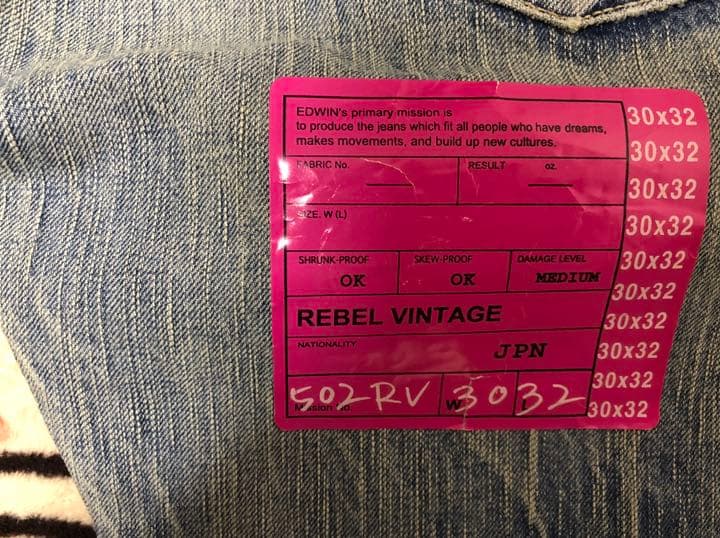 EDWIN's primary mission is
to produce the jeans which fit all people who have dreams,
makes movements, and build up new cultures.
FABRIC No.
RESULT oz.
SIZE. W (L)
SHRUNK-PROOF
OK
SKEW-PROOF
OK
DAMAGE LEVEL
MEDIUM
REBEL VINTAGE
NATIONALITY
JPN
502RV
Mission No.
W 30
L 32
30x32
30x32
30x32
30x32
30x32
30x32
30x32
30x32
30x32
30x32